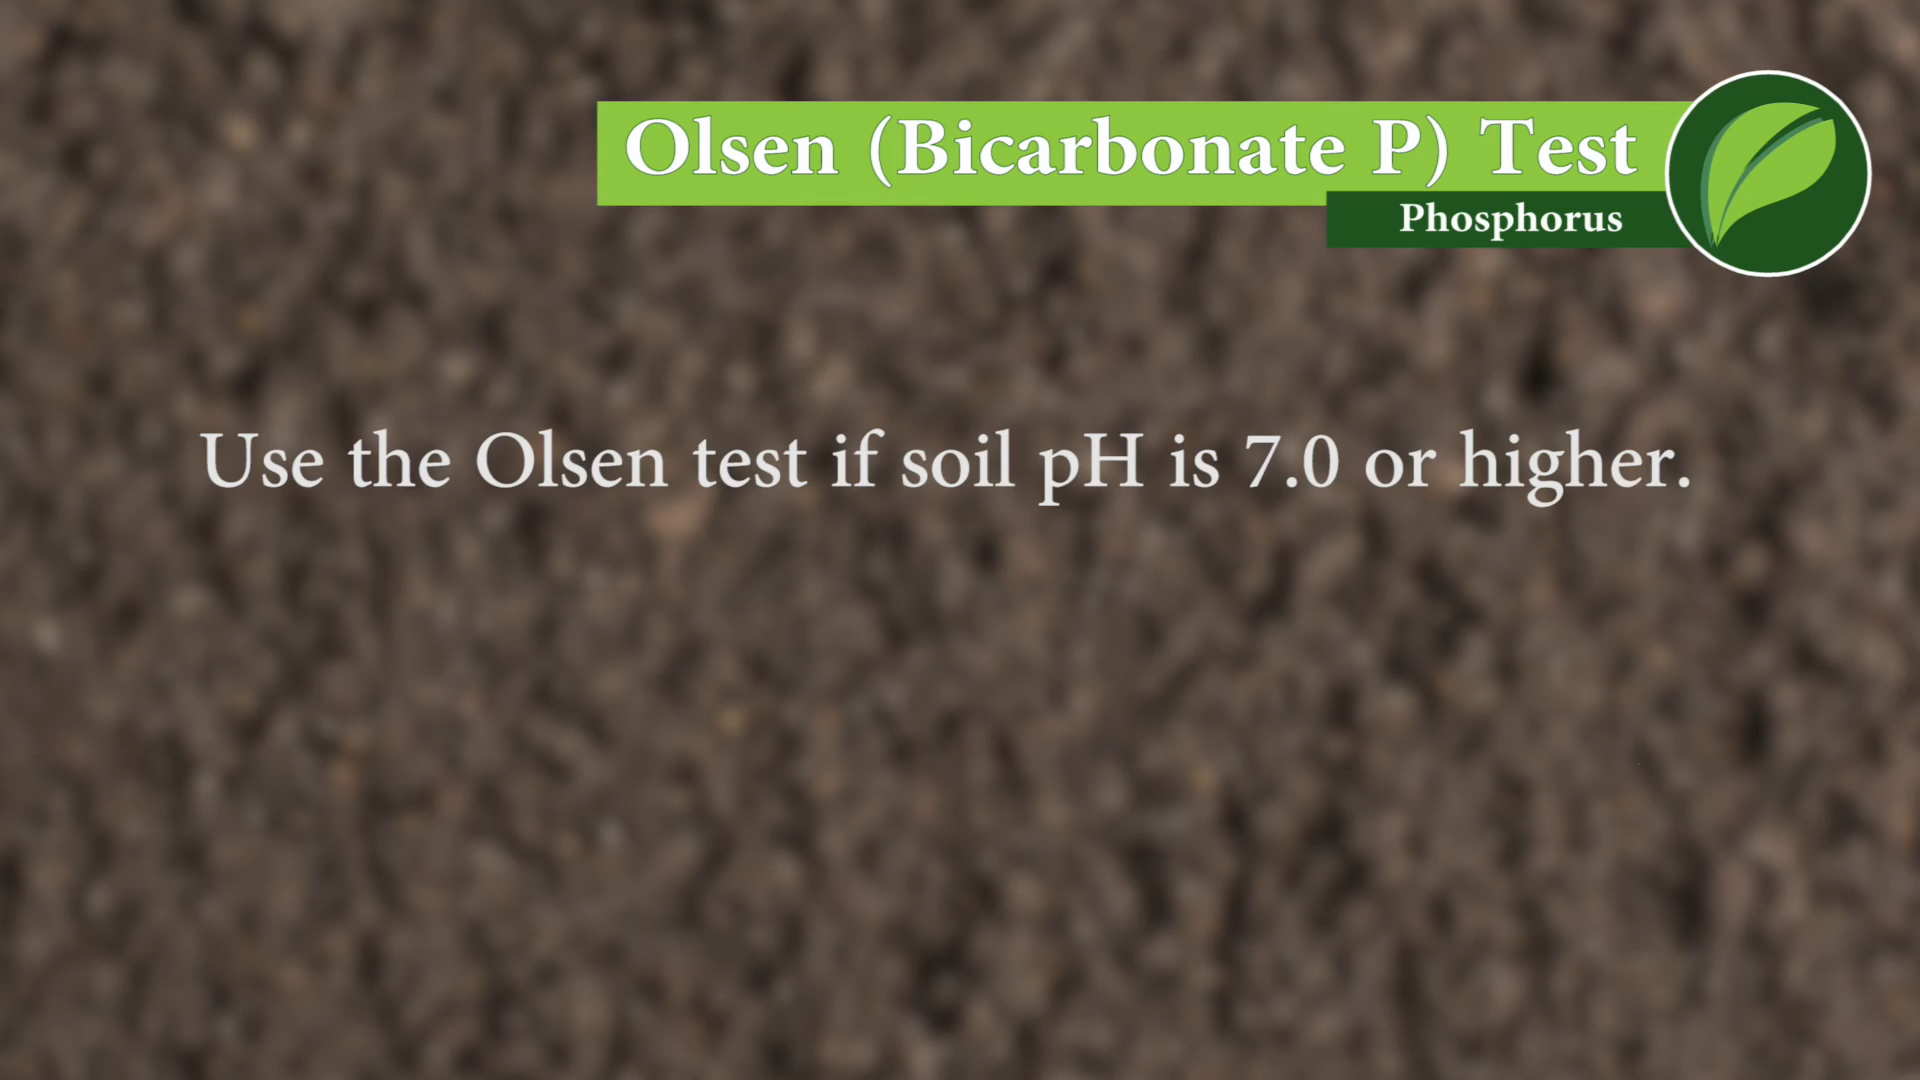 Olsen (Bicarbonate P) Test
Phosphorus
Use the Olsen test if soil pH is 7.0 or higher.